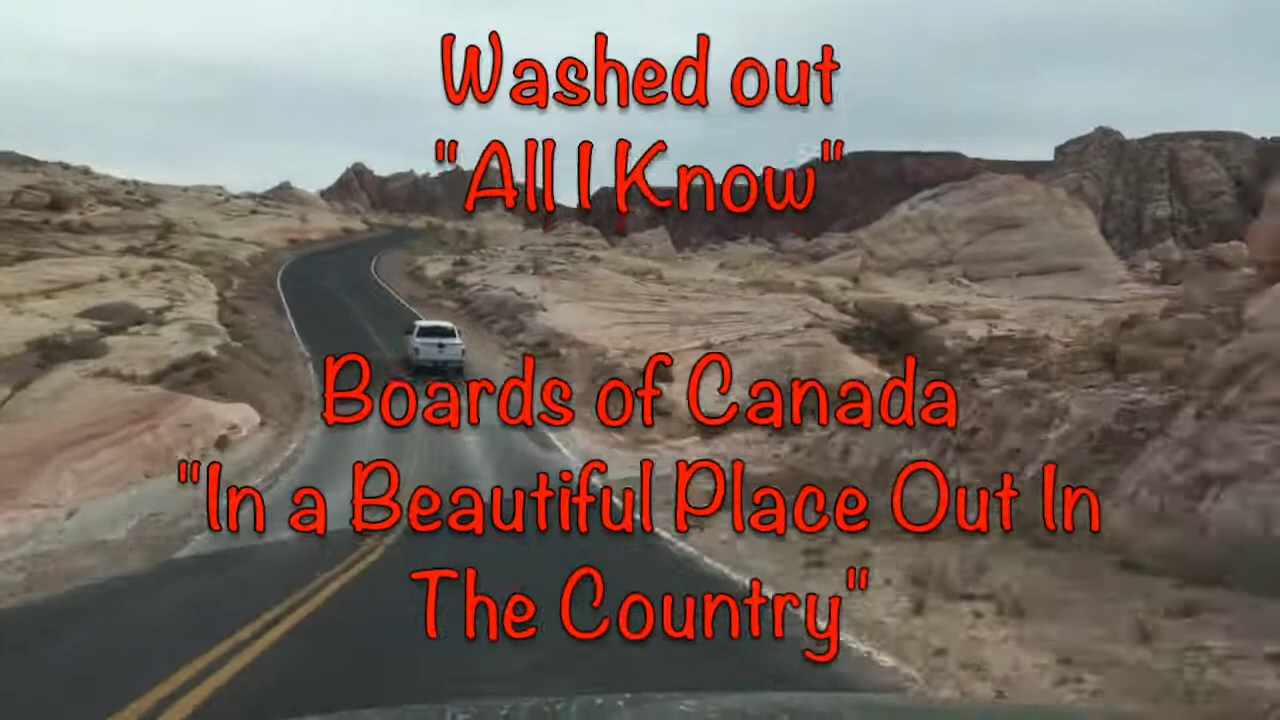 Washed out
"All I Know"
Boards of Canada
"In a Beautiful Place Out In
The Country"